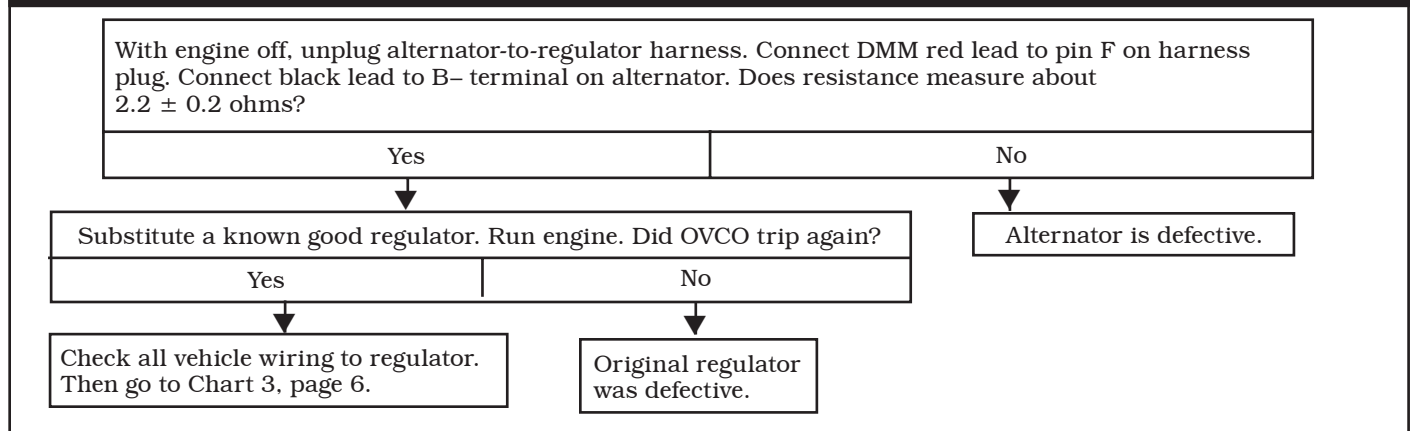 With engine off, unplug alternator-to-regulator harness. Connect DMM red lead to pin F on harness
plug. Connect black lead to B– terminal on alternator. Does resistance measure about
2.2 ± 0.2 ohms?
Yes
No
Substitute a known good regulator. Run engine. Did OVCO trip again?
Alternator is defective.
Yes
No
Check all vehicle wiring to regulator.
Then go to Chart 3, page 6.
Original regulator
was defective.